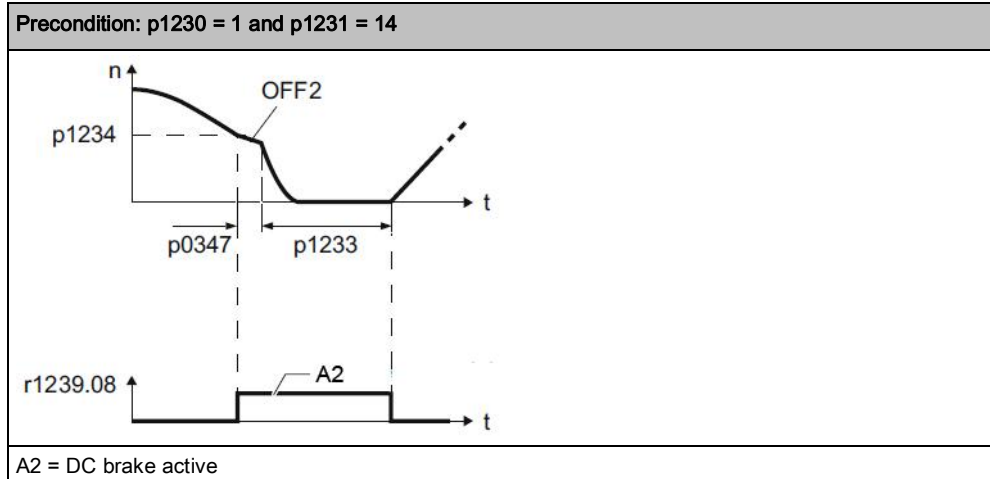 Precondition: p1230 = 1 and p1231 = 14
n
OFF2
p1234
t
p0347
p1233
r1239.08
A2
t
A2 = DC brake active